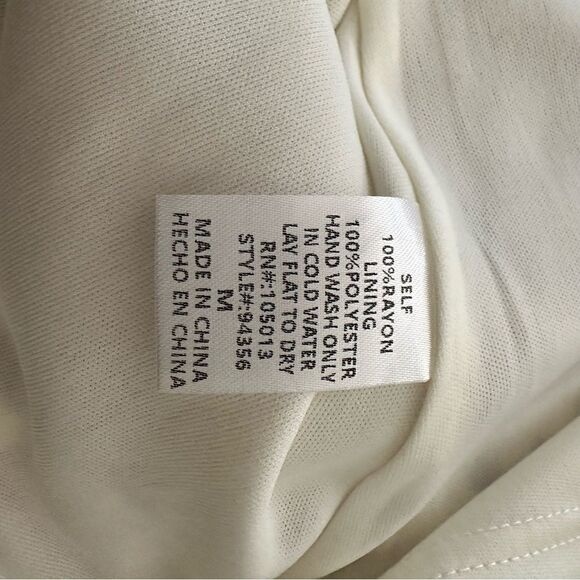 SELF
100%RAYON
LINING
100%POLYESTER
HAND WASH ONLY
IN COLD WATER
LAY FLAT TO DRY
RN#:105013
STYLE#:94356
M
MADE IN CHINA
HECHO EN CHINA